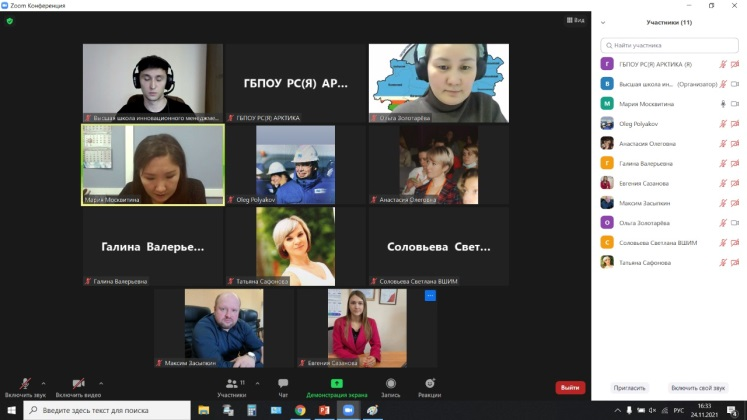 Zoom Конференция
Вид
Высшая школа инновационного менеджме...
ГБПОУ РС(Я) АР...
ГБПОУ РС(Я) АРКТИКА
Ольга Золотарёва
Мария Москвитина
Oleg Polyakov
Анастасия Олеговна
Галина Валерье...
Галина Валерьевна
Татьяна Сафонова
Соловьева Свет...
Соловьева Светлана ВШИМ
Максим Засыпкин
Евгения Сазанова
Участники (11)
Найти участника
ГБПОУ РС(Я) АРКТИКА (Я)
Высшая школа ин... (Организатор)
Мария Москвитина
Oleg Polyakov
Анастасия Олеговна
Галина Валерьевна
Евгения Сазанова
Максим Засыпкин
Ольга Золотарёва
Соловьева Светлана ВШИМ
Татьяна Сафонова
Включить звук
Включить видео
11
Участники
Чат
Демонстрация экрана
Запись
Реакции
Выйти
Пригласить
Включить свой звук
Введите здесь текст для поиска
РУС
16:33
24.11.2021